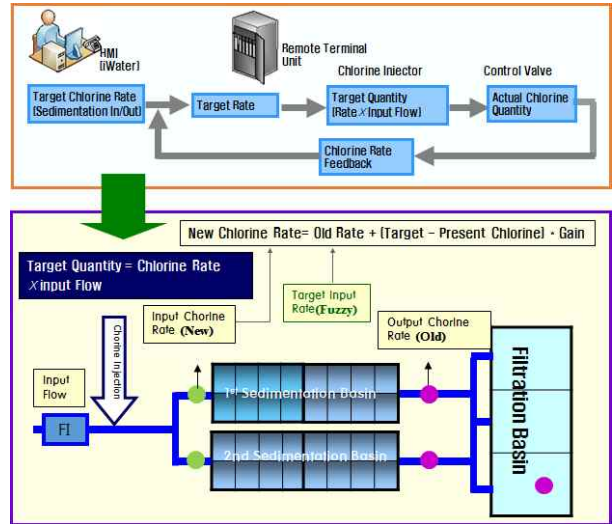 HMI
(iWater)
Remote Terminal
Unit
Chlorine Injector
Control Valve
Target Chlorine Rate
(Sedimentation In/Out)
Target Rate
Target Quantity
(Rate X Input Flow)
Actual Chlorine
Quantity
Chlorine Rate
Feedback
New Chlorine Rate= Old Rate + (Target - Present Chlorine) · Gain
Target Quantity = Chlorine Rate
X input Flow
Input Chorine
Rate (New)
Target Input
Rate(Fuzzy)
Output Chorine
Rate (Old)
Chorine Injection
Input
Flow
FI
1st Sedimentation Basin
2nd Sedimentation Basin
Filtration Basin